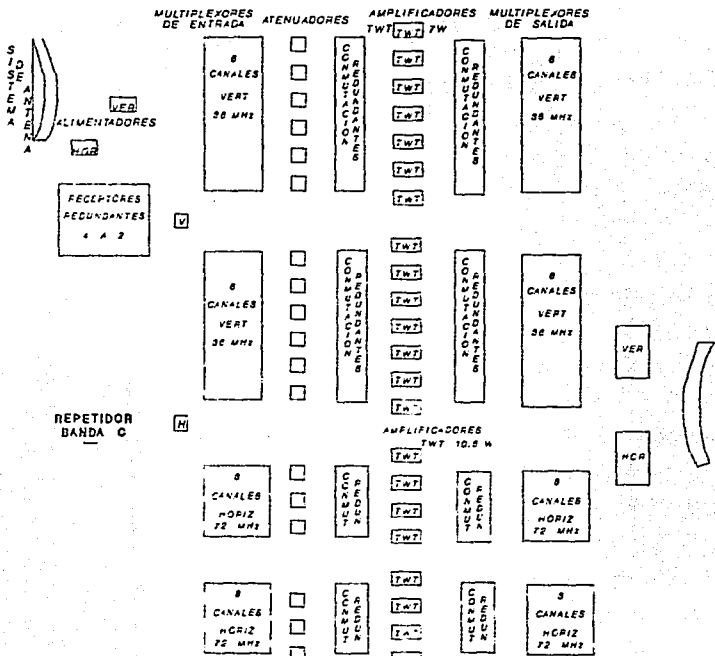 MULTIPLEXORES
DE ENTRADA
ATENUADORES
AMPLIFICADORES
TWT
TWT
7W
MULTIPLEXORES
DE SALIDA
SISTEMA
DE
ANTENA
VER
ALIMENTADORES
HOR
RECEPTORES
REDUNDANTES
4 A 2
V
H
REPETIDOR
BANDA C
6
CANALES
VERT
36 MHz
CONMUTACION
REDUNDANTES
TWT
TWT
TWT
TWT
TWT
TWT
CONMUTACION
REDUNDANTES
6
CANALES
VERT
36 MHz
6
CANALES
VERT
36 MHz
CONMUTACION
REDUNDANTES
TWT
TWT
TWT
TWT
TWT
TWT
TWT
CONMUTACION
REDUNDANTES
6
CANALES
VERT
36 MHz
VER
HOR
AMPLIFICADORES
TWT 10.5 W
CANALES
HORIZ
72 MHz
CONMUT
REDUN
TWT
TWT
TWT
TWT
CONMUT
REDUN
CANALES
HORIZ
72 MHz
CANALES
HORIZ
72 MHz
CONMUT
REDUN
TWT
TWT
CONMUT
REDUN
3
CANALES
HORIZ
72 MHz